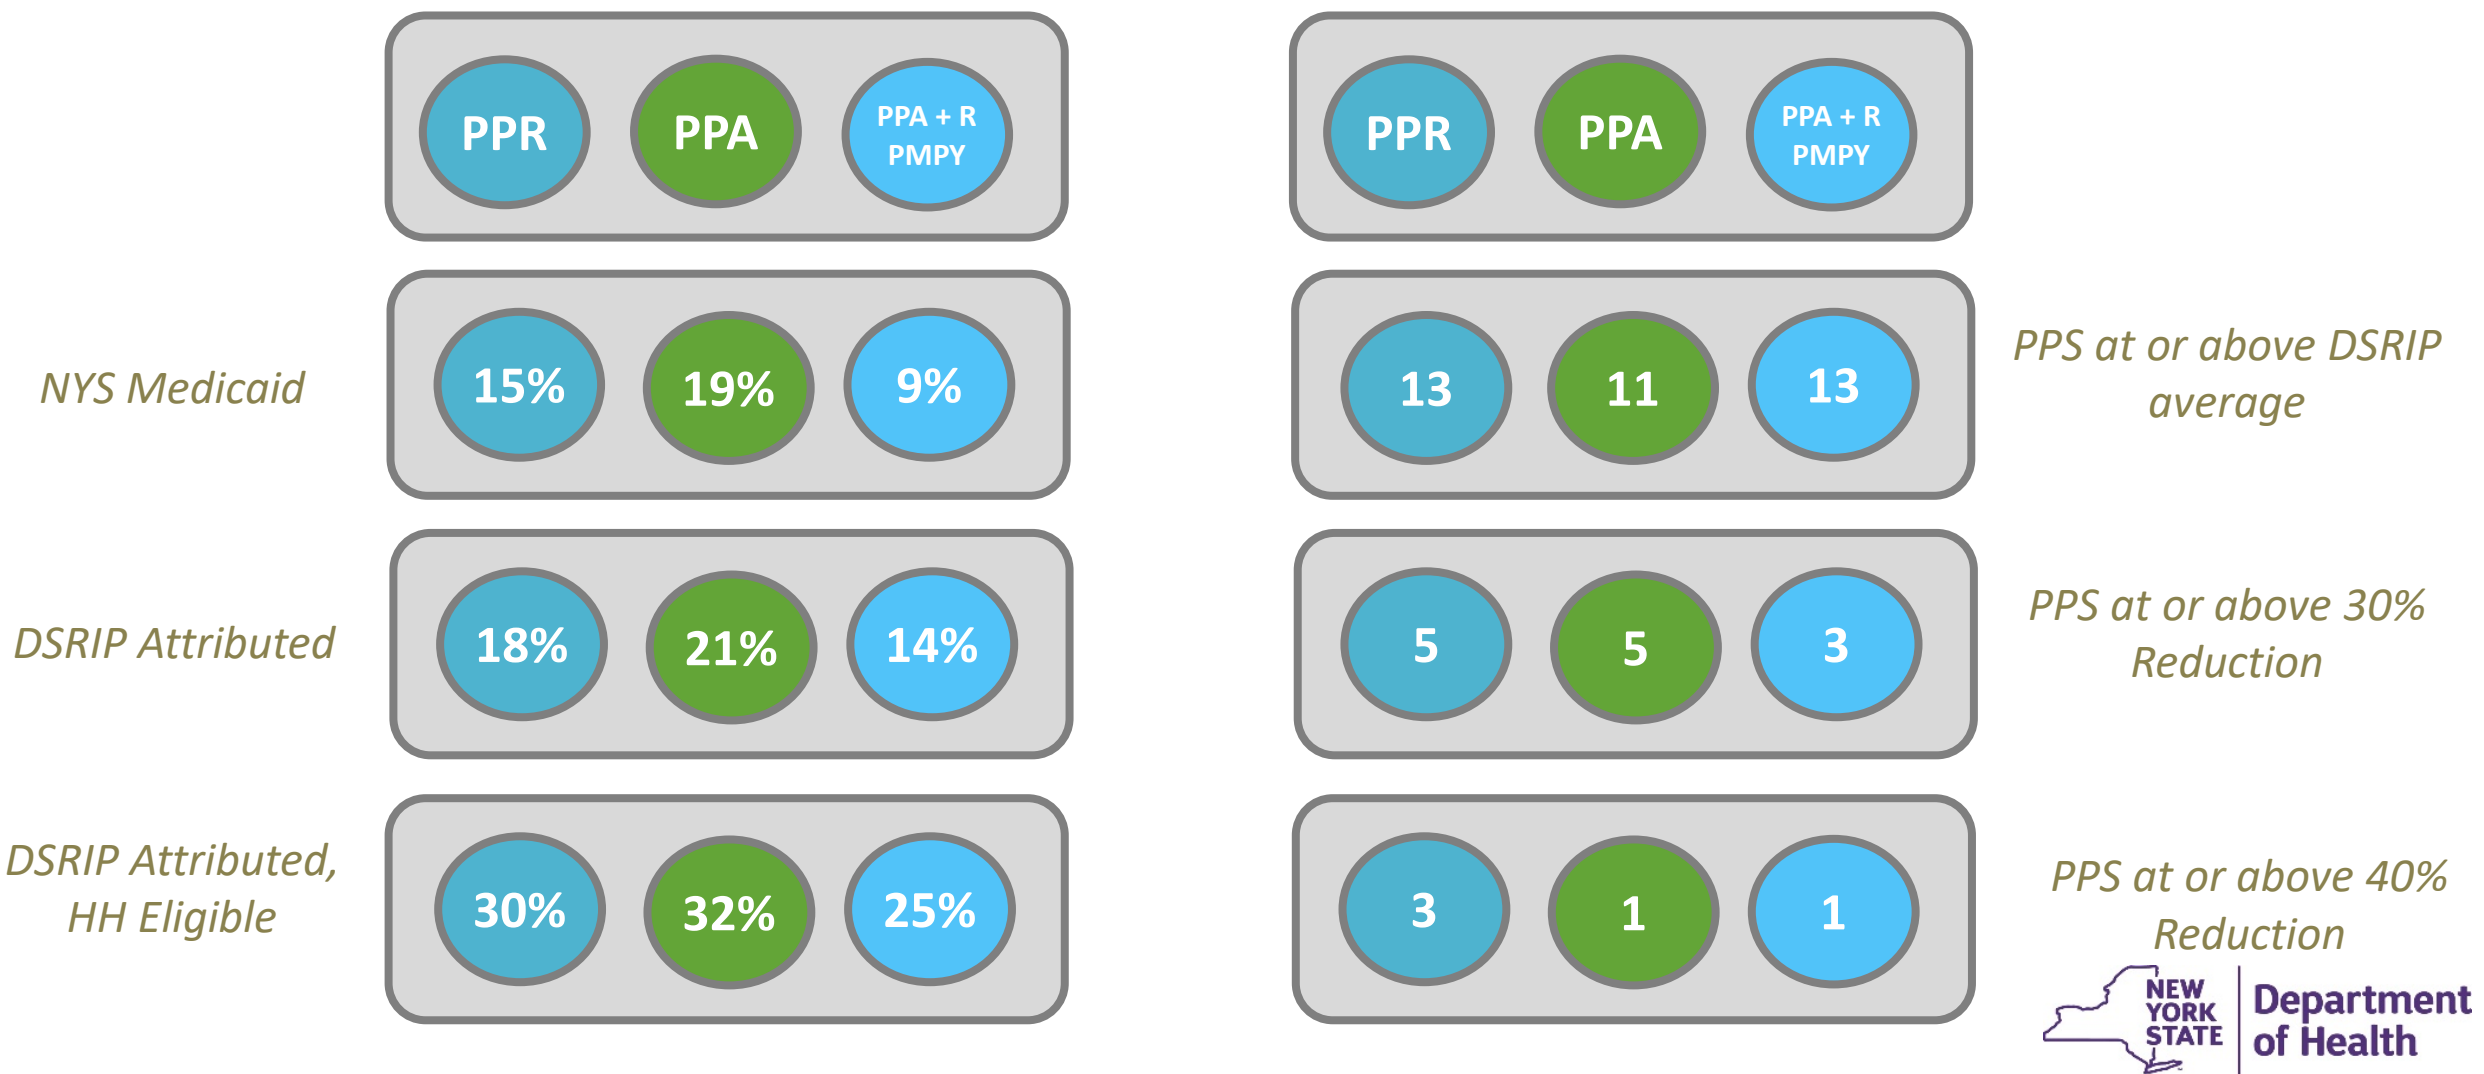 PPR PPA PPA + R
PMPY
PPR PPA PPA + R
PMPY
NYS Medicaid
15% 19% 9%
13 11 13
PPS at or above DSRIP
average
DSRIP Attributed
18% 21% 14%
5 5 3
PPS at or above 30%
Reduction
DSRIP Attributed,
HH Eligible
30% 32% 25%
3 1 1
PPS at or above 40%
Reduction
NEW
YORK
STATE
Department
of Health